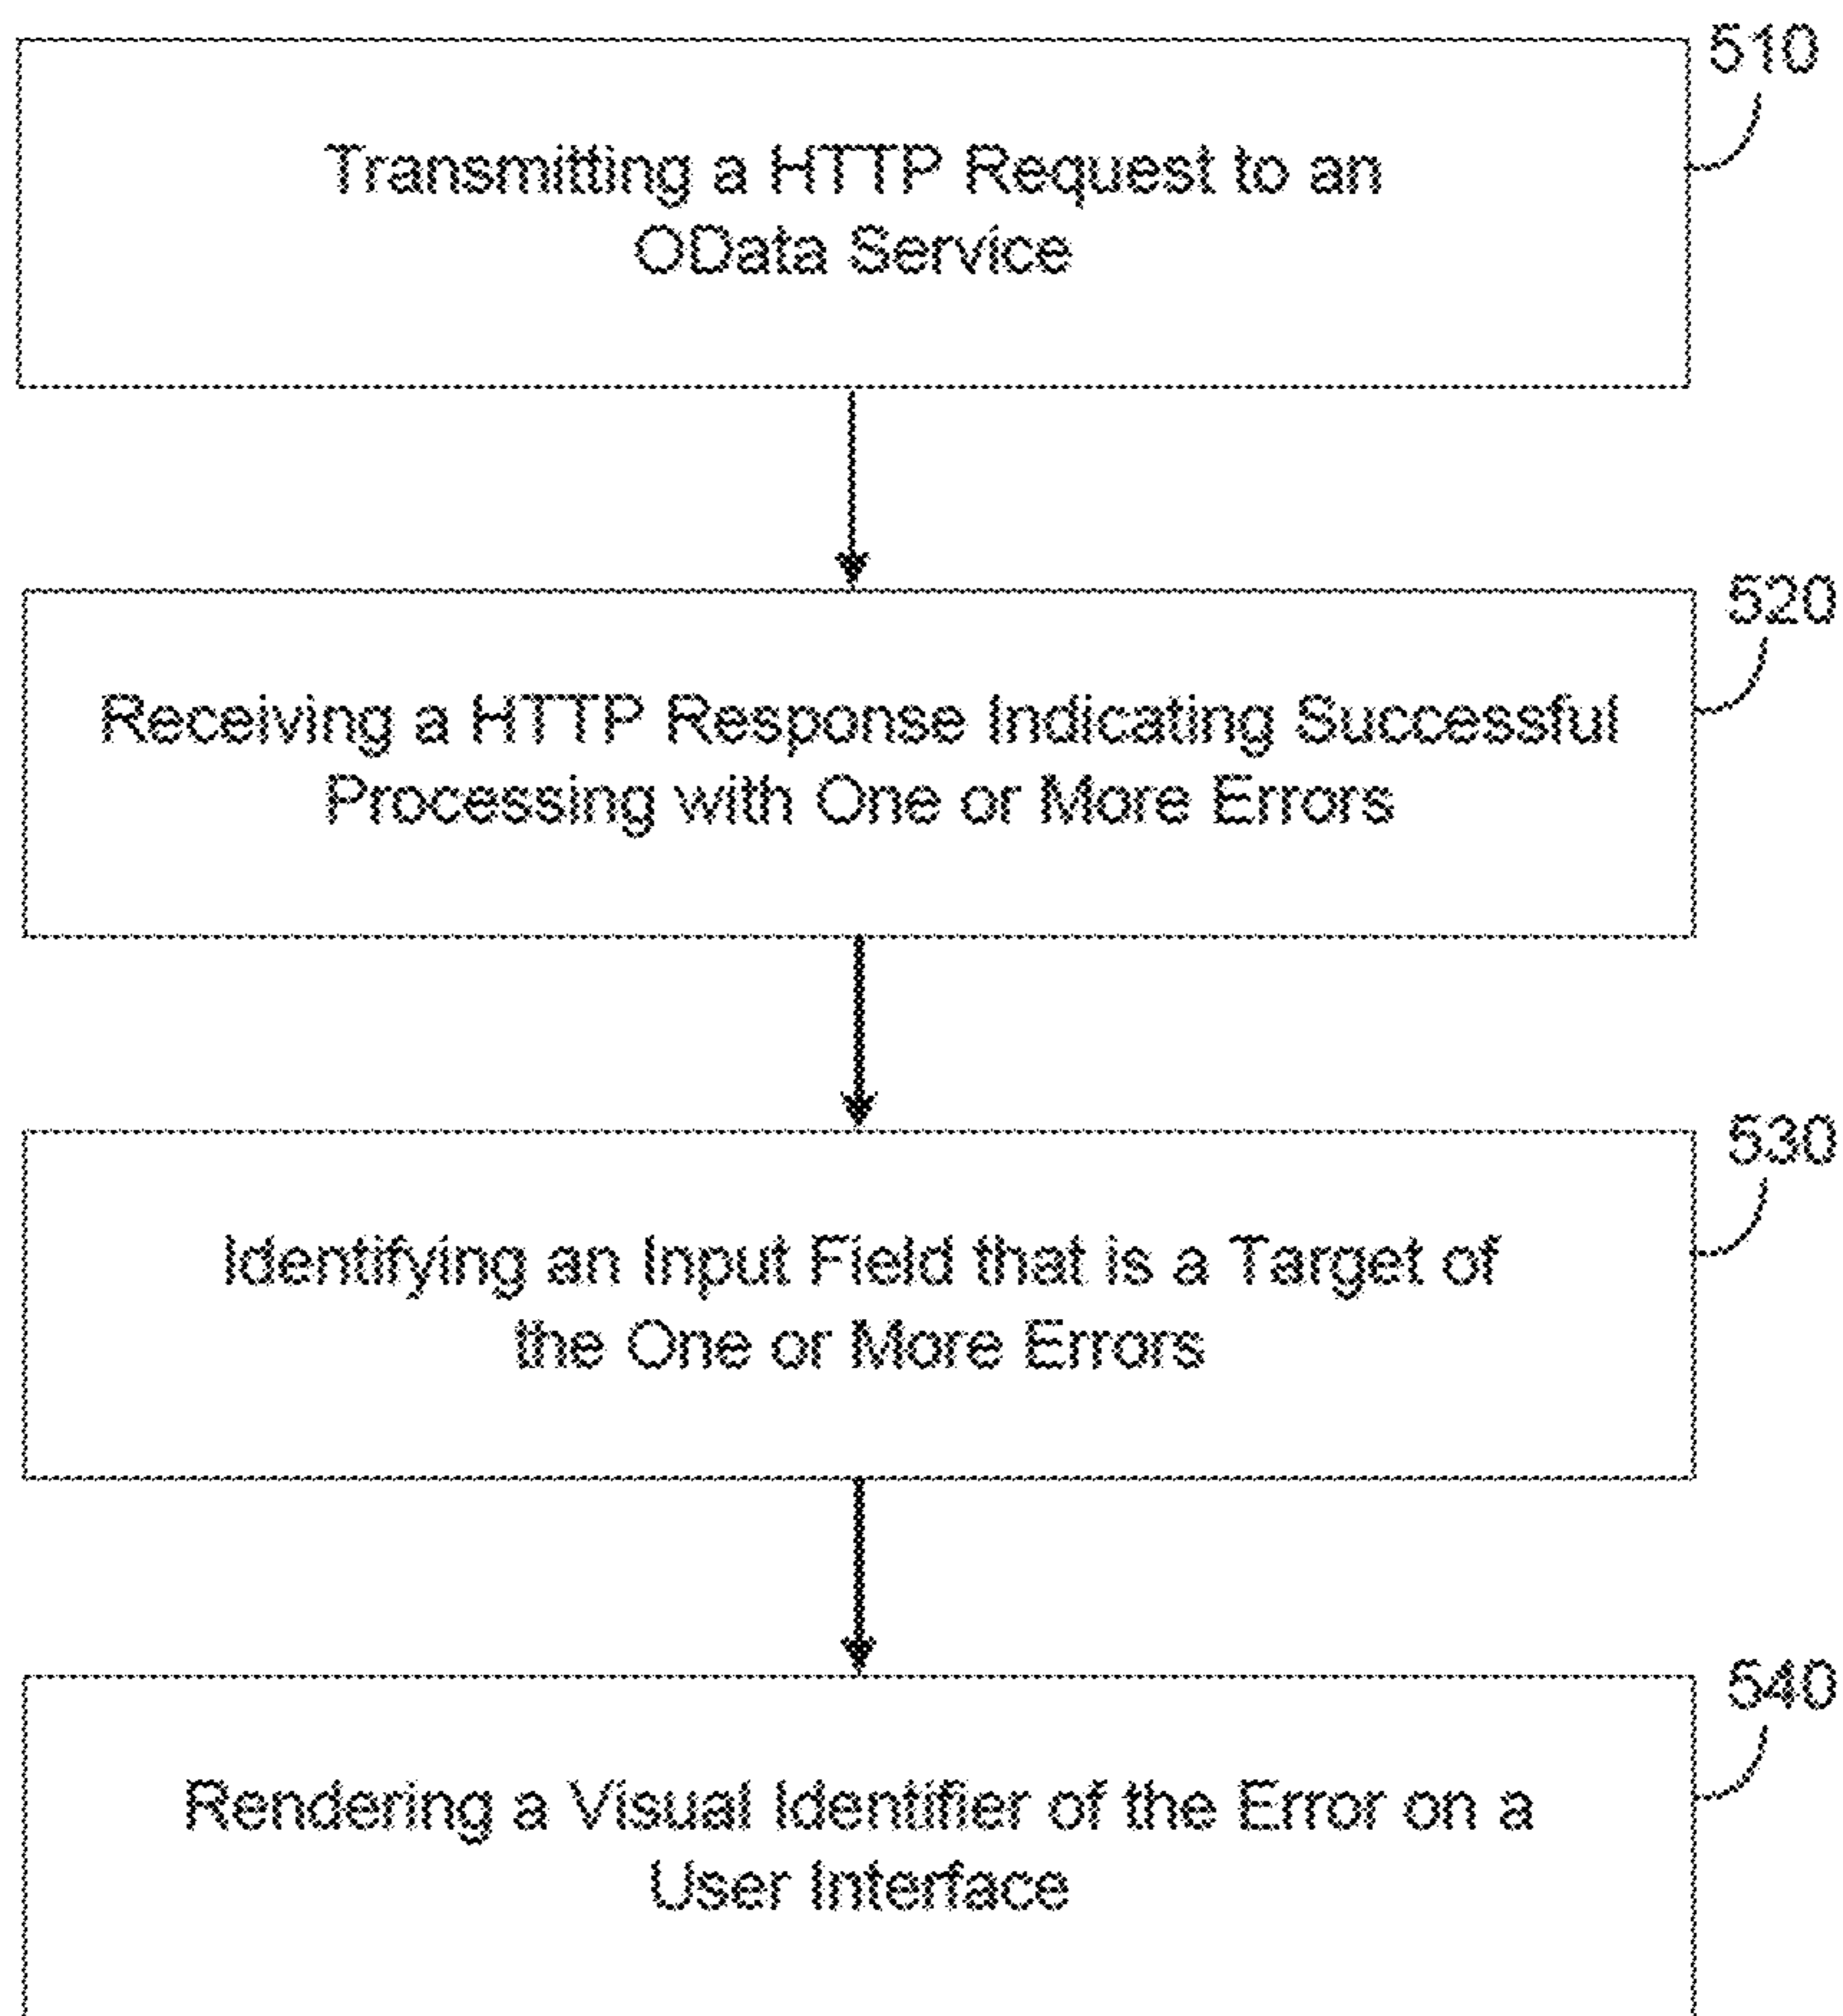 510
Transmitting a HTTP Request to an
OData Service
520
Receiving a HTTP Response Indicating Successful
Processing with One or More Errors
530
Identifying an Input Field that is a Target of
the One or More Errors
540
Rendering a Visual Identifier of the Error on a
User Interface